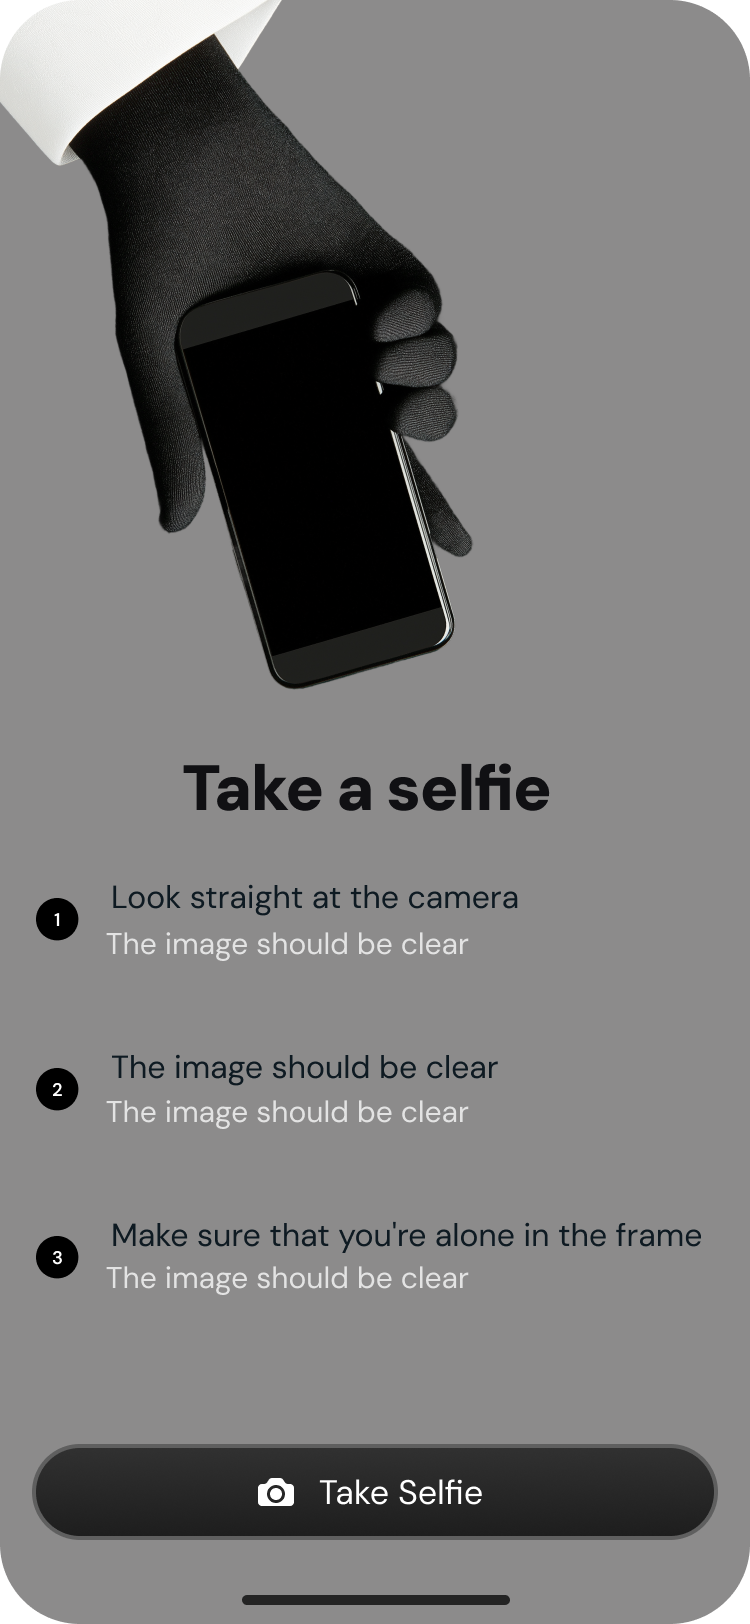 Take a selfie
1
Look straight at the camera
The image should be clear
2
The image should be clear
The image should be clear
3
Make sure that you're alone in the frame
The image should be clear
Take Selfie